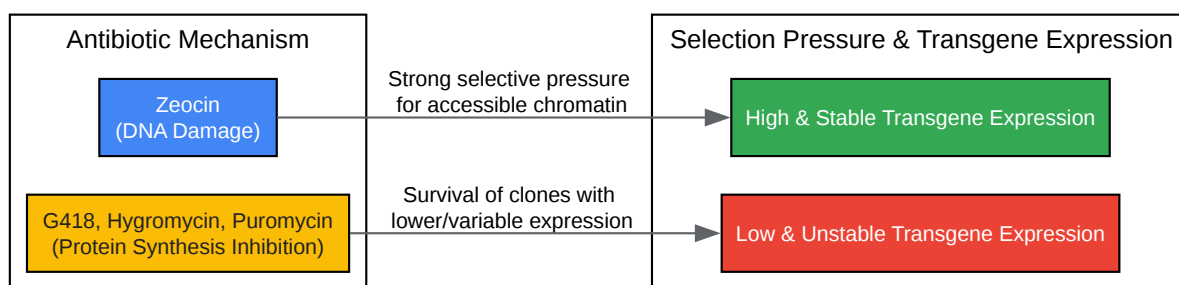 Antibiotic Mechanism
Zeocin
(DNA Damage)
G418, Hygromycin, Puromycin
(Protein Synthesis Inhibition)
Strong selective pressure
for accessible chromatin
Survival of clones with
lower/variable expression
Selection Pressure & Transgene Expression
High & Stable Transgene Expression
Low & Unstable Transgene Expression